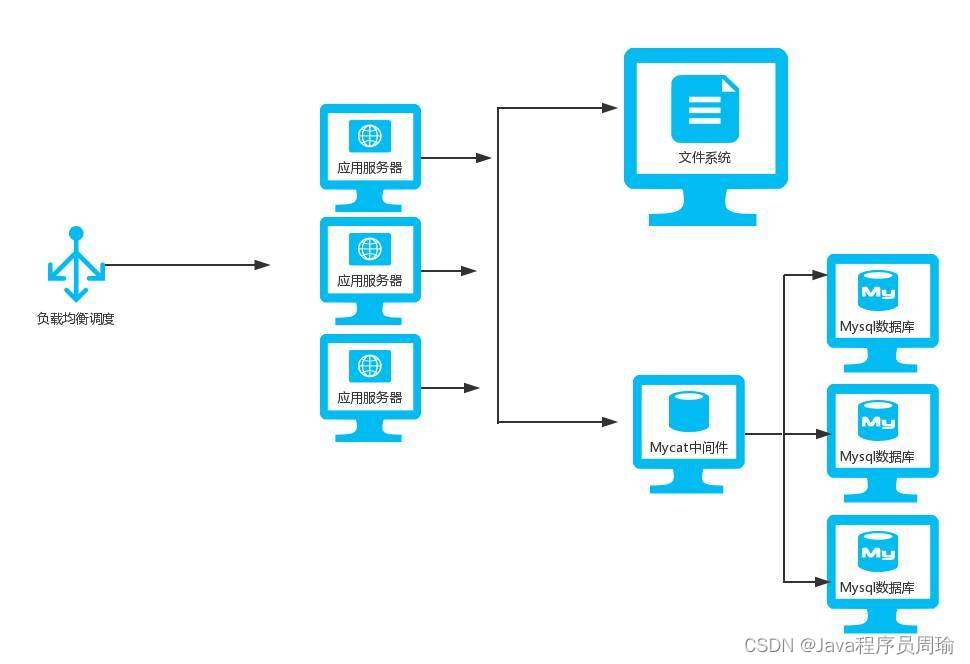 文件系统
应用服务器
应用服务器
应用服务器
负载均衡调度
Mycat中间件
My
Mysql数据库
My
Mysql数据库
My
Mysql数据库
CSDN @Java程序员周瑜